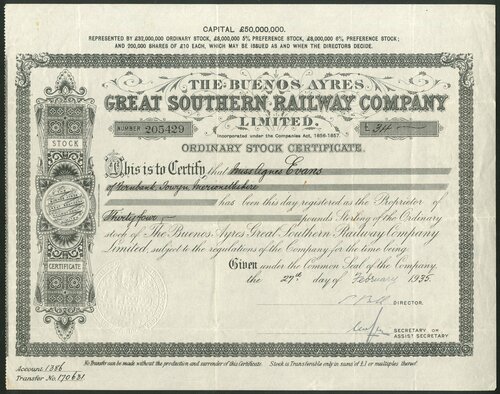 CAPITAL £50,000,000.
REPRESENTED BY £32,000,000 ORDINARY STOCK, £8,000,000 5% PREFERENCE STOCK, £8,000,000 6% PREFERENCE STOCK;
AND 200,000 SHARES OF £10 EACH, WHICH MAY BE ISSUED AS AND WHEN THE DIRECTORS DECIDE.
THE BUENOS AYRES
GREAT SOUTHERN RAILWAY COMPANY
LIMITED.
NUMBER 205429
£ 34
Incorporated under the Companies Act, 1856-1857.
ORDINARY STOCK CERTIFICATE.
STOCK
CERTIFICATE
This is to Certify that Miss Agnes Evans
of Fernbank, Towyn, Merionethshire
has been this day registered as the Proprietor of
Thirty four pounds Sterling of the Ordinary
stock of The Buenos Ayres Great Southern Railway Company
Limited, subject to the regulations of the Company for the time being.
Given under the Common Seal of the Company,
the 27th day of February 1935.
DIRECTOR.
SECRETARY OR
ASSIST SECRETARY
No Transfer can be made without the production and surrender of this Certificate. Stock is Transferable only in sums of £1 or multiples thereof.
Account 1386
Transfer No. 170631